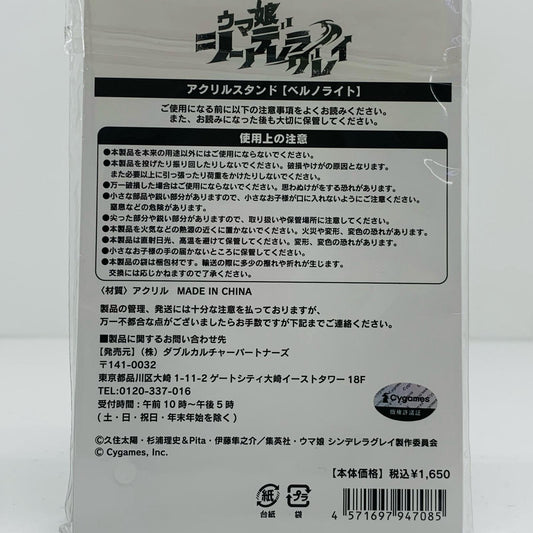 ウマ娘
シンデレラグレイ
アクリルスタンド【ベルノライト】
ご使用になる前に以下の注意事項をよくお読みください。
また、お読みになった後も大切に保管してください。
使用上の注意
●本製品を本来の用途以外にはご使用にならないでください。
●本製品を投げたり振り回したりしないでください。破損やけがの原因となります。
また必要以上に引っ張ったり荷重をかけたりしないでください。
●万一破損した場合はご使用にならないでください。思わぬけがをする恐れがあります。
●小さな部品や鋭い部分がありますので、小さなお子様が口に入れないようにご注意ください。
窒息などの危険があります。
●尖った部分や鋭い部分がありますので、取り扱いや保管場所に注意してください。
●本製品を火気などの熱源の近くに置かないでください。火災や変形、変色の恐れがあります。
●本製品は直射日光、高温を避けて保管してください。変形、変色の恐れがあります。
●小さなお子様の手の届かないところに保管してください。
●本製品の袋は梱包材です。輸送の際に多少の擦れや折れが生じます。
交換には応じかねますので了承ください。
〈材質〉アクリル MADE IN CHINA
製品の管理、発送には十分な注意を払っておりますが、
万一不都合な点がございましたらお手数ですが下記までご連絡ください。
■製品に関するお問い合わせ先
【発売元】(株)ダブルカルチャーパートナーズ
〒141-0032
東京都品川区大崎 1-11-2 ゲートシティ大崎イーストタワー 18F
TEL:0120-337-016
受付時間:午前 10 時〜午後 5 時
(土・日・祝日・年末年始を除く)
Cygames
版権許諾証
©久住太陽・杉浦理史&Pita・伊藤隼之介/集英社・ウマ娘 シンデレラグレイ製作委員会
© Cygames, Inc.
【本体価格】税込¥1,650
紙
台紙
プラ
袋
4 571697 947085